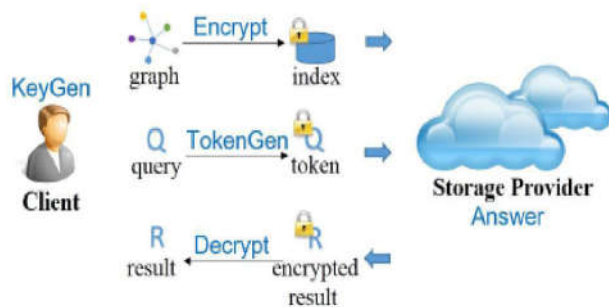 Encrypt
graph
index
KeyGen
Client
Q TokenGen Q
query
token
Storage Provider
Answer
R Decrypt R
result
encrypted
result